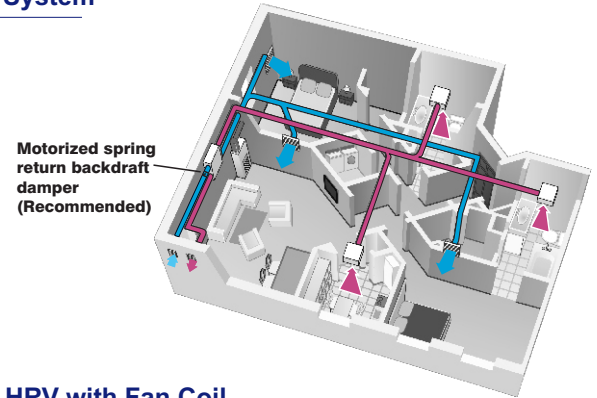 System
Motorized spring
return backdraft
damper
(Recommended)
HRV with Fan Coil